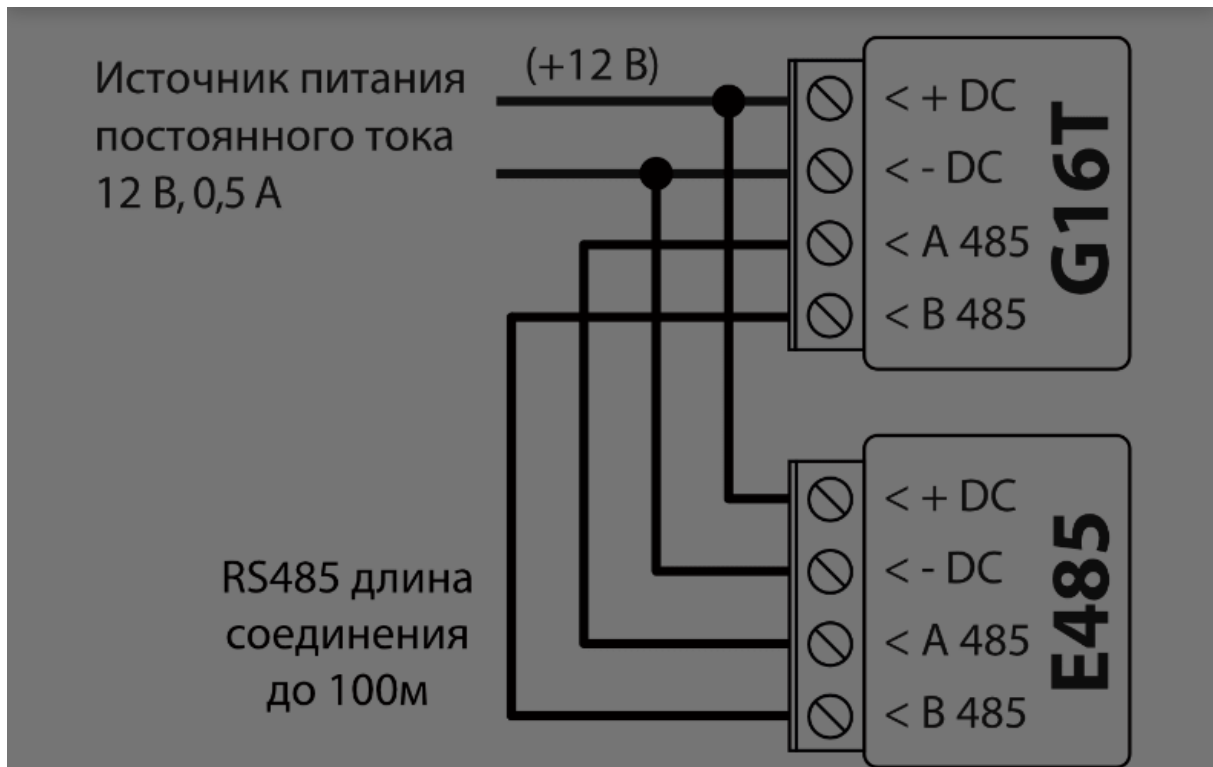 Источник питания
постоянного тока
12 В, 0,5 А
(+12 В)
< + DC
< - DC
< A 485
< B 485
G16T
< + DC
< - DC
< A 485
< B 485
E485
RS485 длина
соединения
до 100м